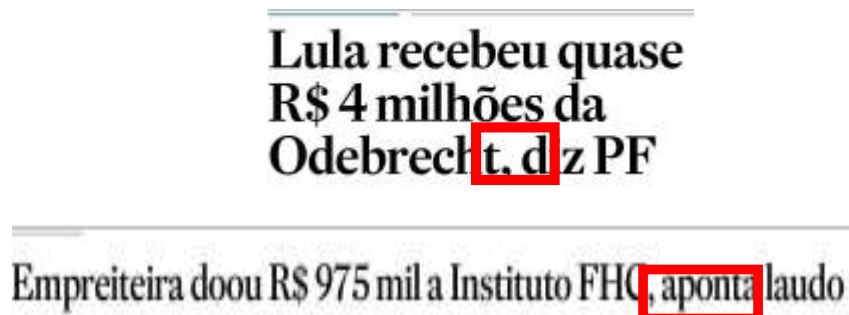 Lula recebeu quase
R$ 4 milhões da
Odebrecht, diz PF
Empreiteira doou R$ 975 mil a Instituto FHC, aponta laudo